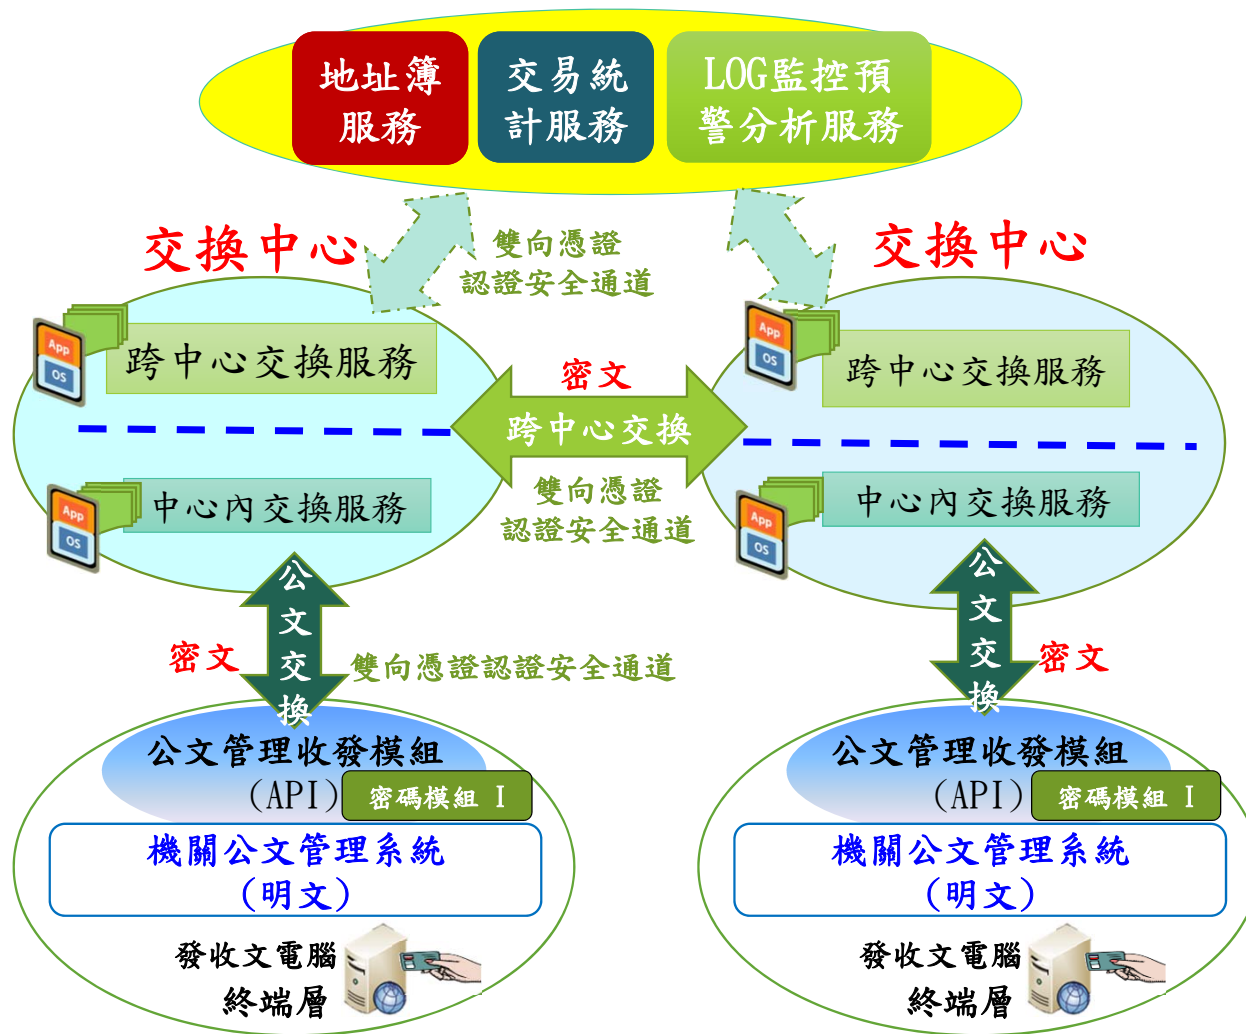 地址簿
服務
交易統
計服務
LOG監控預
警分析服務
交換中心
雙向憑證
認證安全通道
交換中心
App
OS
跨中心交換服務
密文
跨中心交換
雙向憑證
認證安全通道
App
OS
跨中心交換服務
App
OS
中心內交換服務
App
OS
中心內交換服務
公
文
交
換
密文
雙向憑證認證安全通道
公
文
交
換
密文
公文管理收發模組
(API)
密碼模組 I
機關公文管理系統
(明文)
發收文電腦
終端層
公文管理收發模組
(API)
密碼模組 I
機關公文管理系統
(明文)
發收文電腦
終端層